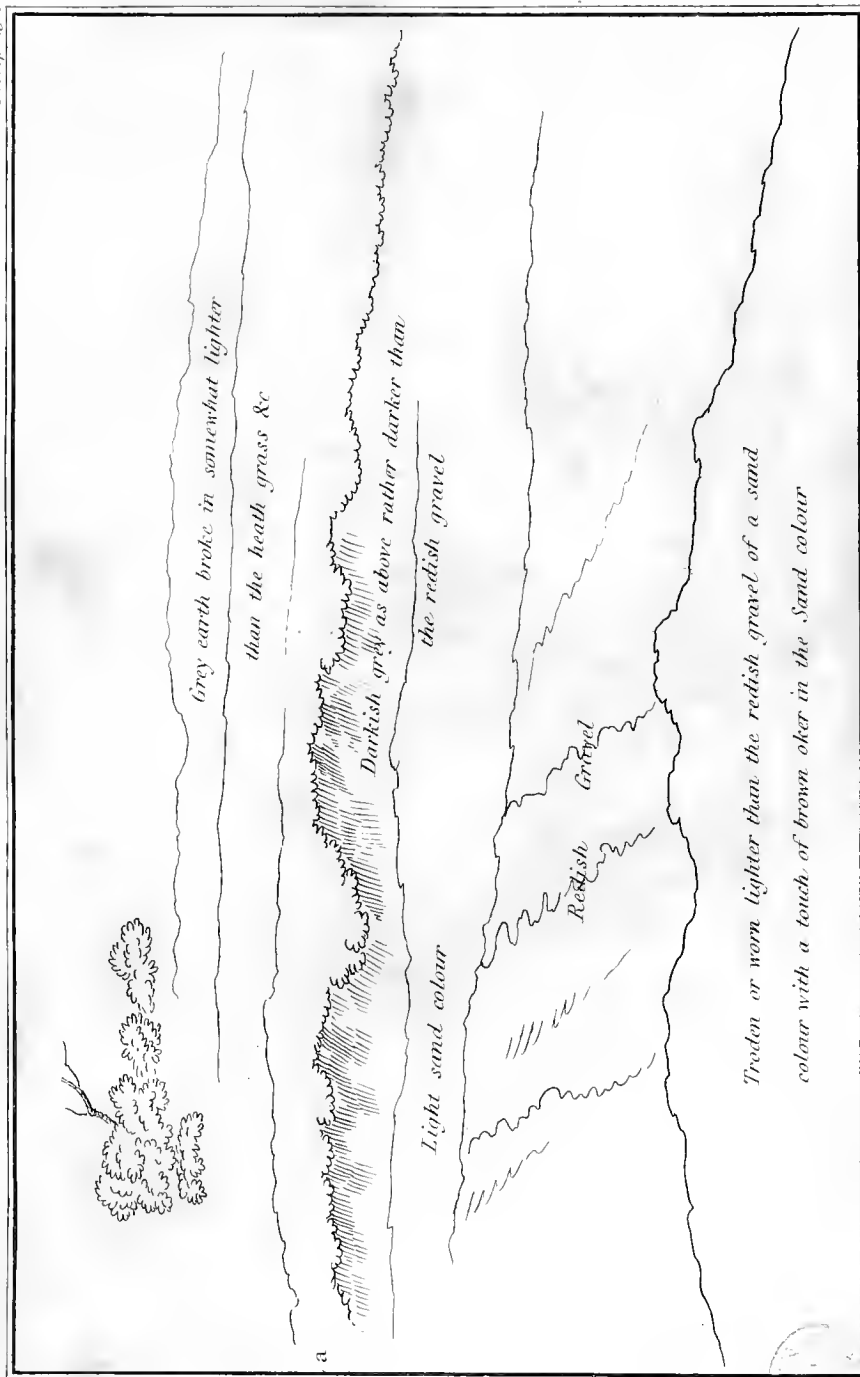 Grey earth broke in somewhat lighter
than the heath grass &c
a
Darkish grey as above rather darker than
the redish gravel
Light sand colour
Redish
Gravel
Troden or worn lighter than the redish gravel of a sand
colour with a touch of brown oker in the Sand colour